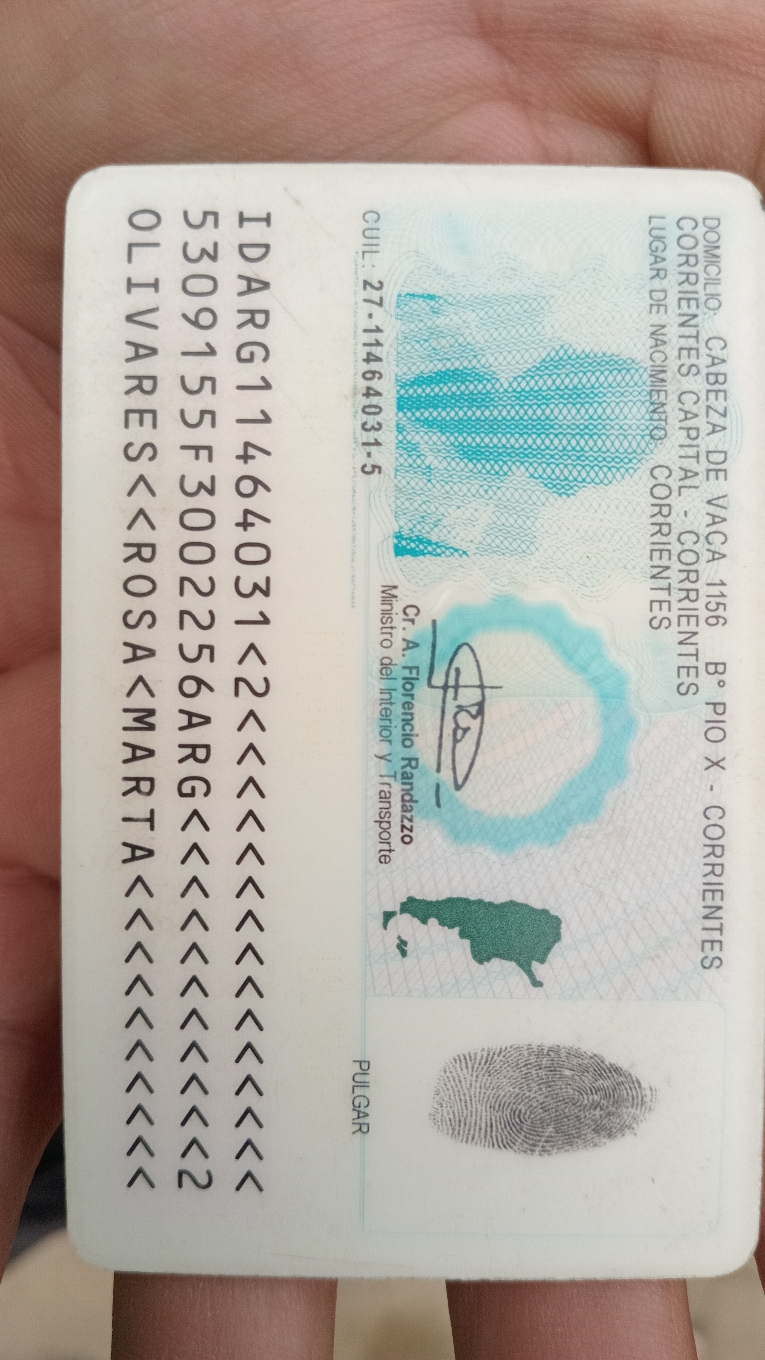 DOMICILIO: CABEZA DE VACA 1156 B° PIO X - CORRIENTES
CORRIENTES CAPITAL - CORRIENTES
LUGAR DE NACIMIENTO: CORRIENTES
Cr. A. Florencio Randazzo
Ministro del Interior y Transporte
CUIL: 27-11464031-5
PULGAR
IDARG11464031<2<<<<<<<<<<<<<<<
5309155F3002256ARG<<<<<<<<<<<2
OLIVARES<<ROSA<MARTA<<<<<<<<<<